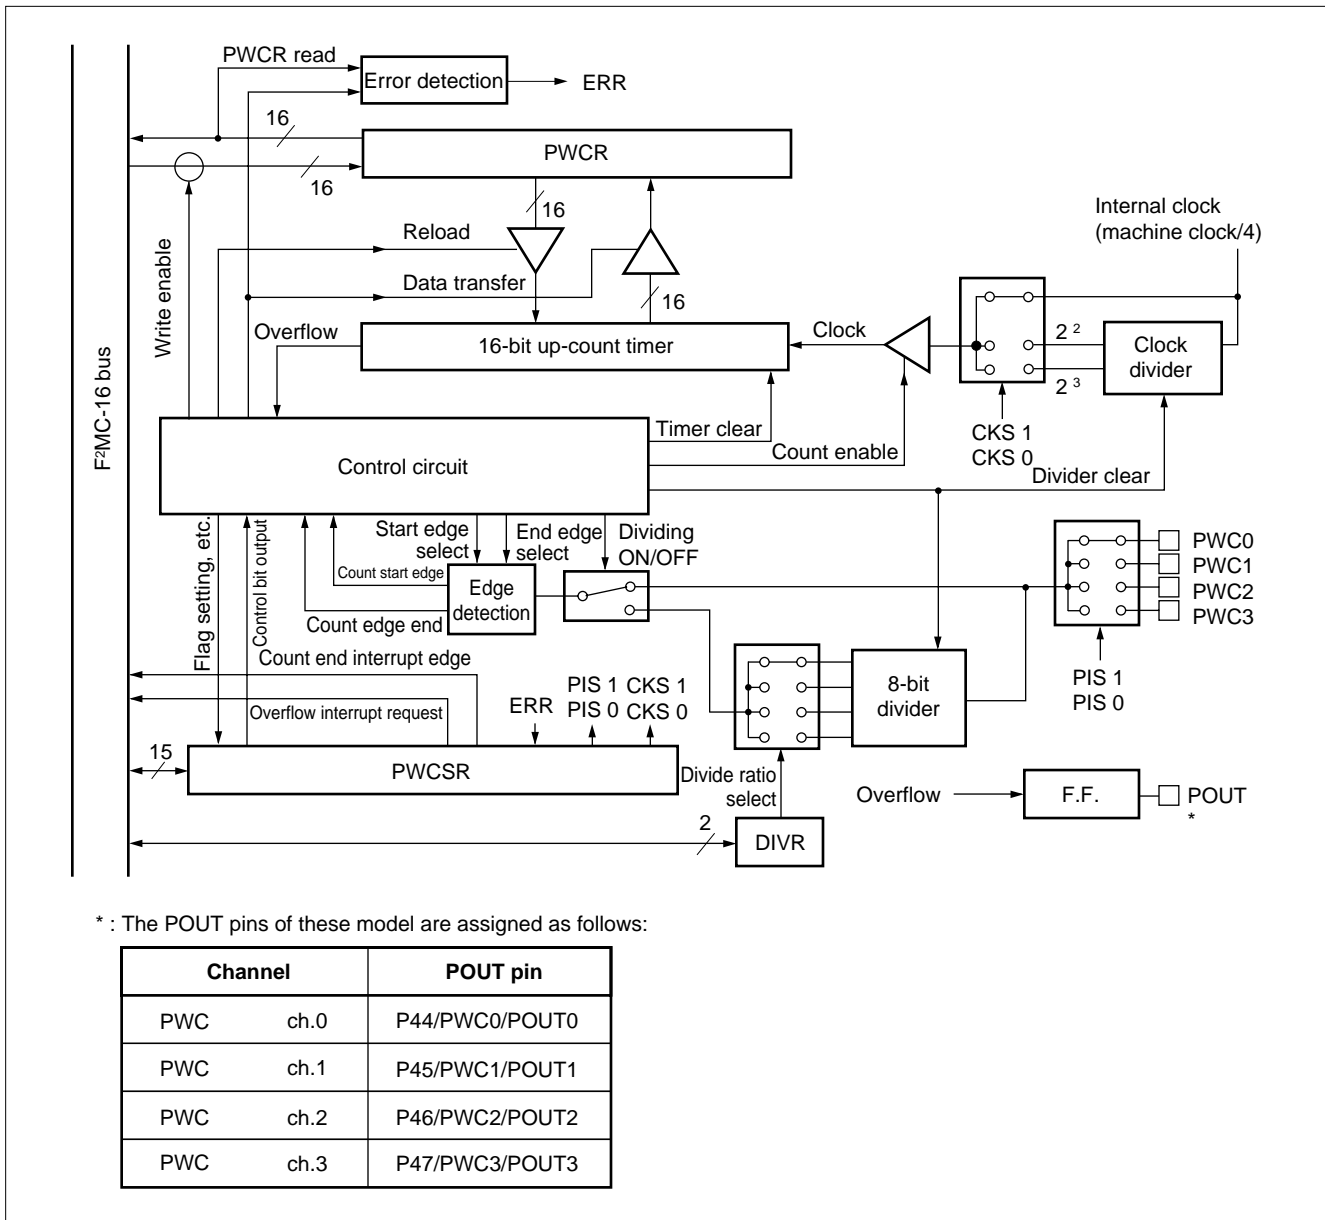 PWCR read
Error detection
ERR
16
PWCR
16
16
Internal clock
(machine clock/4)
Reload
Write enable
Data transfer
16
Overflow
16-bit up-count timer
Clock
2 2
Clock
divider
2 3
F2MC-16 bus
Timer clear
CKS 1
Control circuit
Count enable
CKS 0
Divider clear
Flag setting, etc.
Control bit output
Start edge
select
End edge
select
Dividing
ON/OFF
PWC0
PWC1
PWC2
PWC3
Count start edge
Edge
detection
Count edge end
Count end interrupt edge
PIS 1 CKS 1
PIS 0 CKS 0
8-bit
divider
PIS 1
PIS 0
Overflow interrupt request
ERR
15
PWCSR
Divide ratio
select
Overflow
F.F.
POUT
*
2
DIVR
* : The POUT pins of these model are assigned as follows:
Channel POUT pin
PWC ch.0 P44/PWC0/POUT0
PWC ch.1 P45/PWC1/POUT1
PWC ch.2 P46/PWC2/POUT2
PWC ch.3 P47/PWC3/POUT3